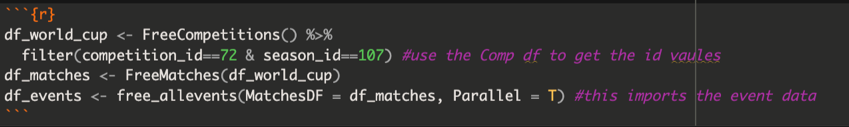 ```{r}
df_world_cup <- FreeCompetitions() %>%
  filter(competition_id==72 & season_id==107) #use the Comp df to get the id vaules
df_matches <- FreeMatches(df_world_cup)
df_events <- free_allevents(MatchesDF = df_matches, Parallel = T) #this imports the event data
```